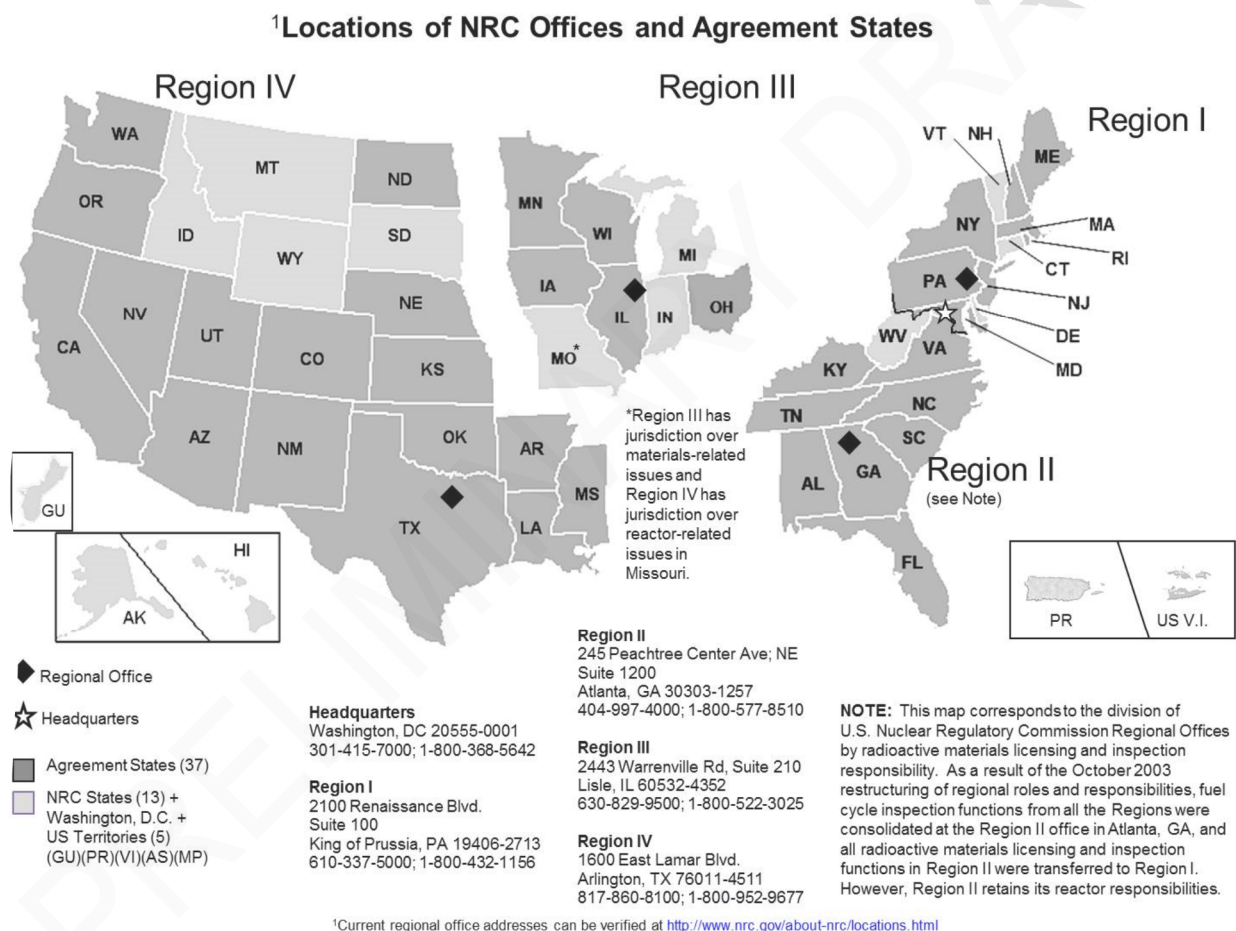 ¹Locations of NRC Offices and Agreement States
Region IV
Region III
Region I
WA
MT
ND
OR
ID
SD
WY
NE
NV
UT
CO
KS
CA
AZ
NM
OK
TX
AR
LA
MS
MN
WI
MI
IA
IL
IN
OH
MO*
VT
NH
ME
NY
MA
RI
CT
PA
NJ
DE
MD
WV
VA
KY
NC
TN
SC
AL
GA
FL
Region II
(see Note)
*Region III has
jurisdiction over
materials-related
issues and
Region IV has
jurisdiction over
reactor-related
issues in
Missouri.
GU
AK
HI
PR
US V.I.
Regional Office
Headquarters
Agreement States (37)
NRC States (13) +
Washington, D.C. +
US Territories (5)
(GU)(PR)(VI)(AS)(MP)
Headquarters
Washington, DC 20555-0001
301-415-7000; 1-800-368-5642
Region I
2100 Renaissance Blvd.
Suite 100
King of Prussia, PA 19406-2713
610-337-5000; 1-800-432-1156
Region II
245 Peachtree Center Ave; NE
Suite 1200
Atlanta, GA 30303-1257
404-997-4000; 1-800-577-8510
Region III
2443 Warrenville Rd, Suite 210
Lisle, IL 60532-4352
630-829-9500; 1-800-522-3025
Region IV
1600 East Lamar Blvd.
Arlington, TX 76011-4511
817-860-8100; 1-800-952-9677
NOTE: This map corresponds to the division of
U.S. Nuclear Regulatory Commission Regional Offices
by radioactive materials licensing and inspection
responsibility. As a result of the October 2003
restructuring of regional roles and responsibilities, fuel
cycle inspection functions from all the Regions were
consolidated at the Region II office in Atlanta, GA, and
all radioactive materials licensing and inspection
functions in Region II were transferred to Region I.
However, Region II retains its reactor responsibilities.
¹Current regional office addresses can be verified at http://www.nrc.gov/about-nrc/locations.html
PRELIMINARY DRA